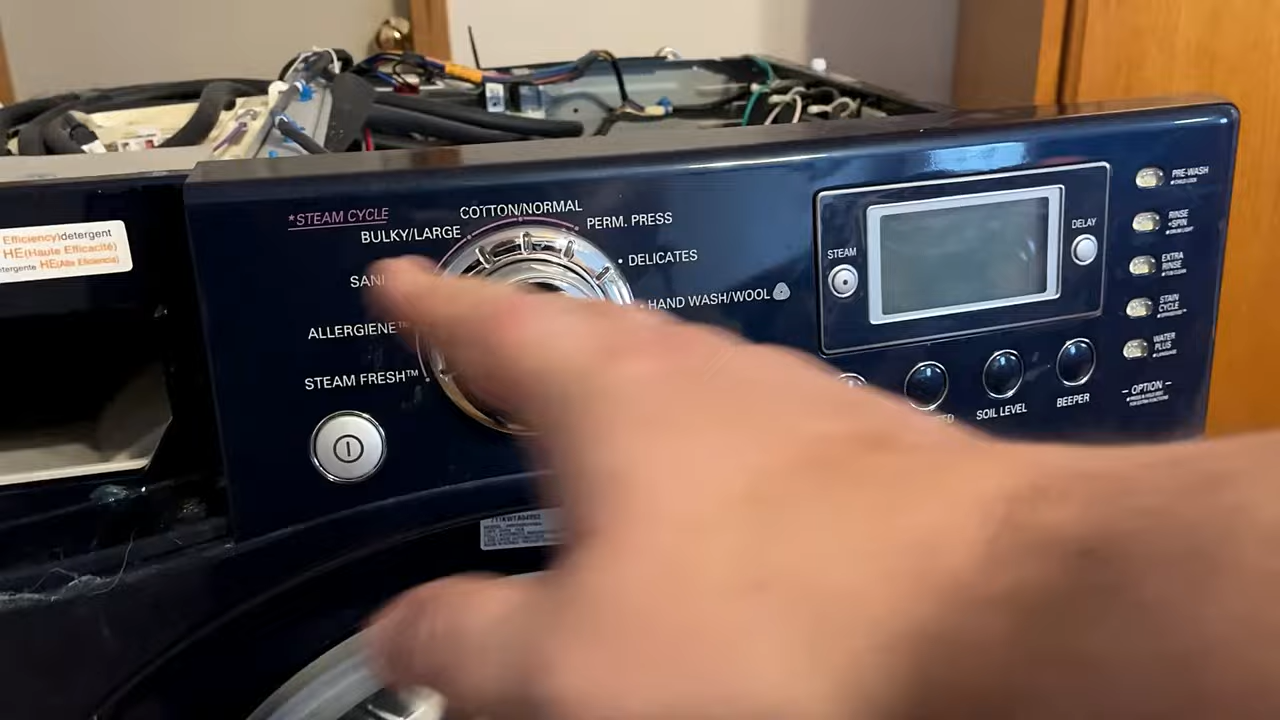 Efficiency)detergent
HE(Haute Efficacité)
HE(Alta Eficiencia)
*STEAM CYCLE
COTTON/NORMAL
BULKY/LARGE
PERM. PRESS
SANI
DELICATES
HAND WASH/WOOL
ALLERGIENE™
STEAM FRESH™
STEAM
DELAY
SOIL LEVEL
BEEPER
PRE-WASH
RINSE
+SPIN
EXTRA
RINSE
STAIN
CYCLE
WATER
PLUS
- OPTION -